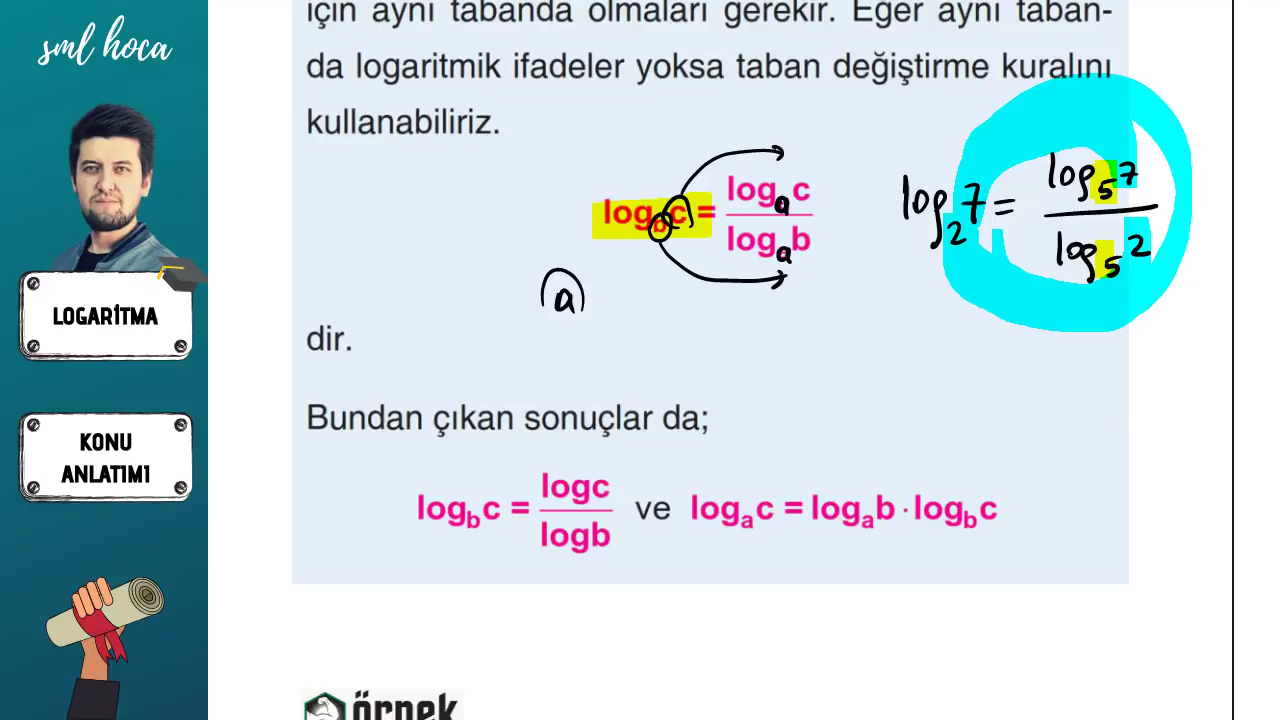 sml hoca
LOGARİTMA
KONU
ANLATIMI
için aynı tabanda olmaları gerekir. Eğer aynı taban-
da logaritmik ifadeler yoksa taban değiştirme kuralını
kullanabiliriz.
log_b c = log_a c / log_a b
a
log_2 7 = log_5 7 / log_5 2
dir.
Bundan çıkan sonuçlar da;
log_b c = logc / logb ve log_a c = log_a b · log_b c
örnek